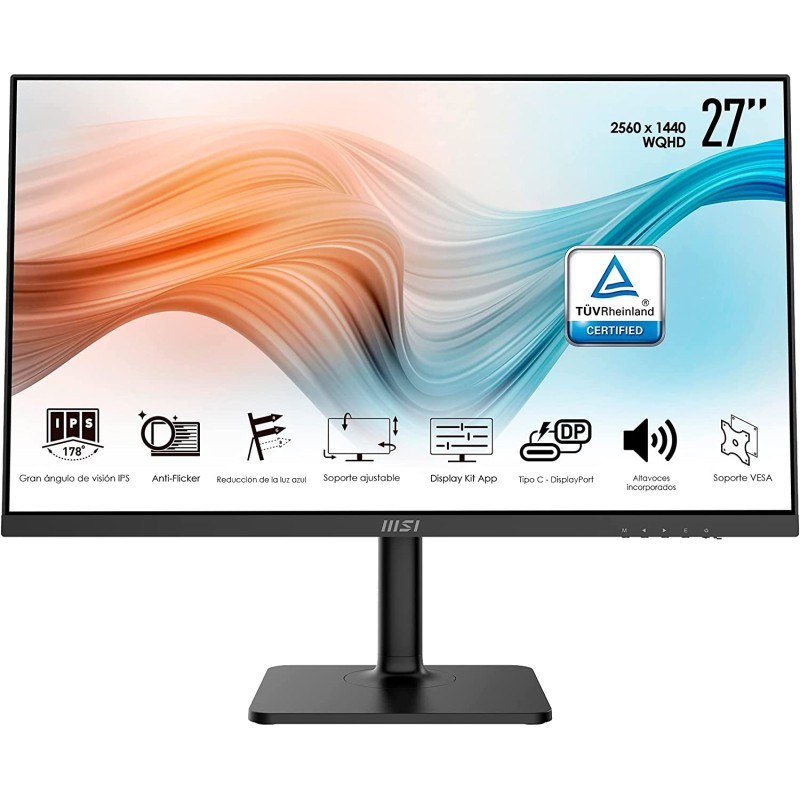 27”
2560 x 1440
WQHD
TÜVRheinland®
CERTIFIED
IPS
178°
Gran ángulo de visión IPS
Anti-Flicker
Reducción de la luz azul
Soporte ajustable
Display Kit App
DP
Tipo C - DisplayPort
Altavoces
incorporados
Soporte VESA
msi
M
E